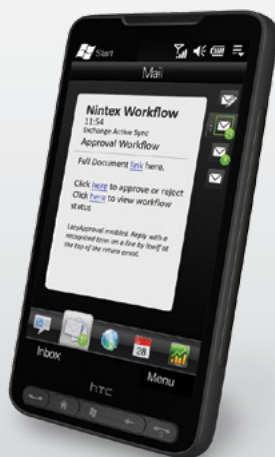 Start
Mail
Nintex Workflow
11:54
Exchange Active Sync
Approval Workflow
Full Document link here.
Click here to approve or reject
Click here to view workflow
status
LazyApproval enabled. Reply with a
recognised term on a line by itself at
the top of the return email.
28
Inbox
Menu
hTC